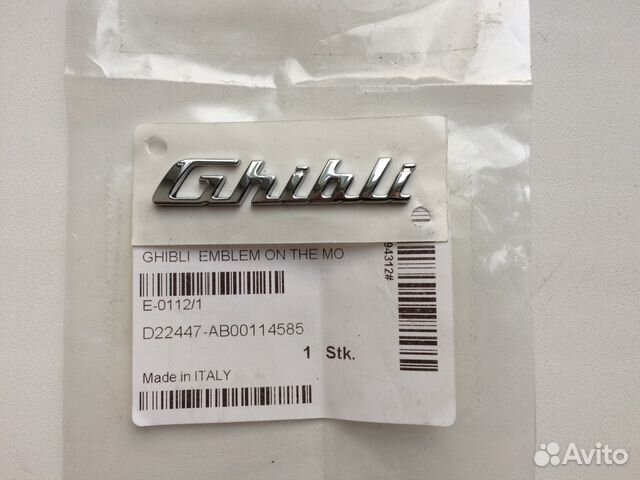 Ghibli
GHIBLI EMBLEM ON THE MO
E-0112/1
D22447-AB00114585
1 Stk.
Made in ITALY
94312#
Avito